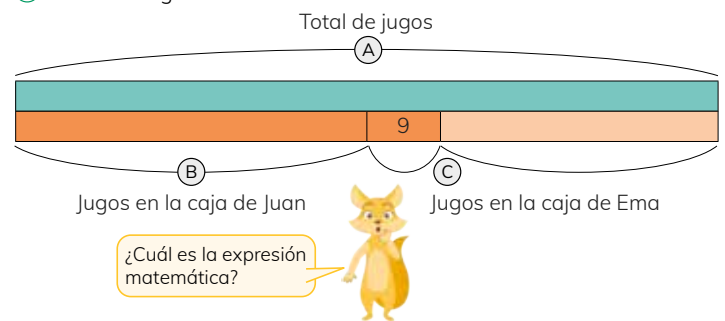 Total de jugos
A
9
B
C
Jugos en la caja de Juan
Jugos en la caja de Ema
¿Cuál es la expresión
matemática?